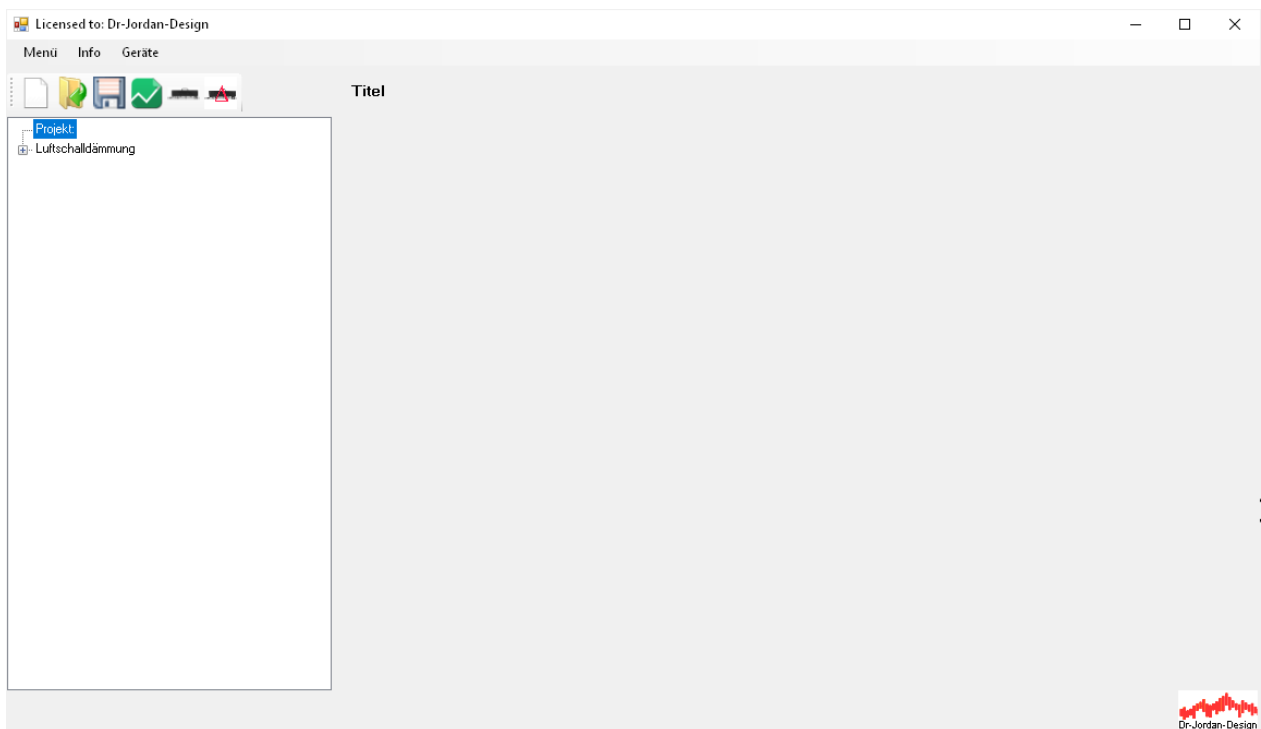 Licensed to: Dr-Jordan-Design
Menü Info Geräte
Titel
Projekt:
Luftschalldämmung
Dr-Jordan-Design